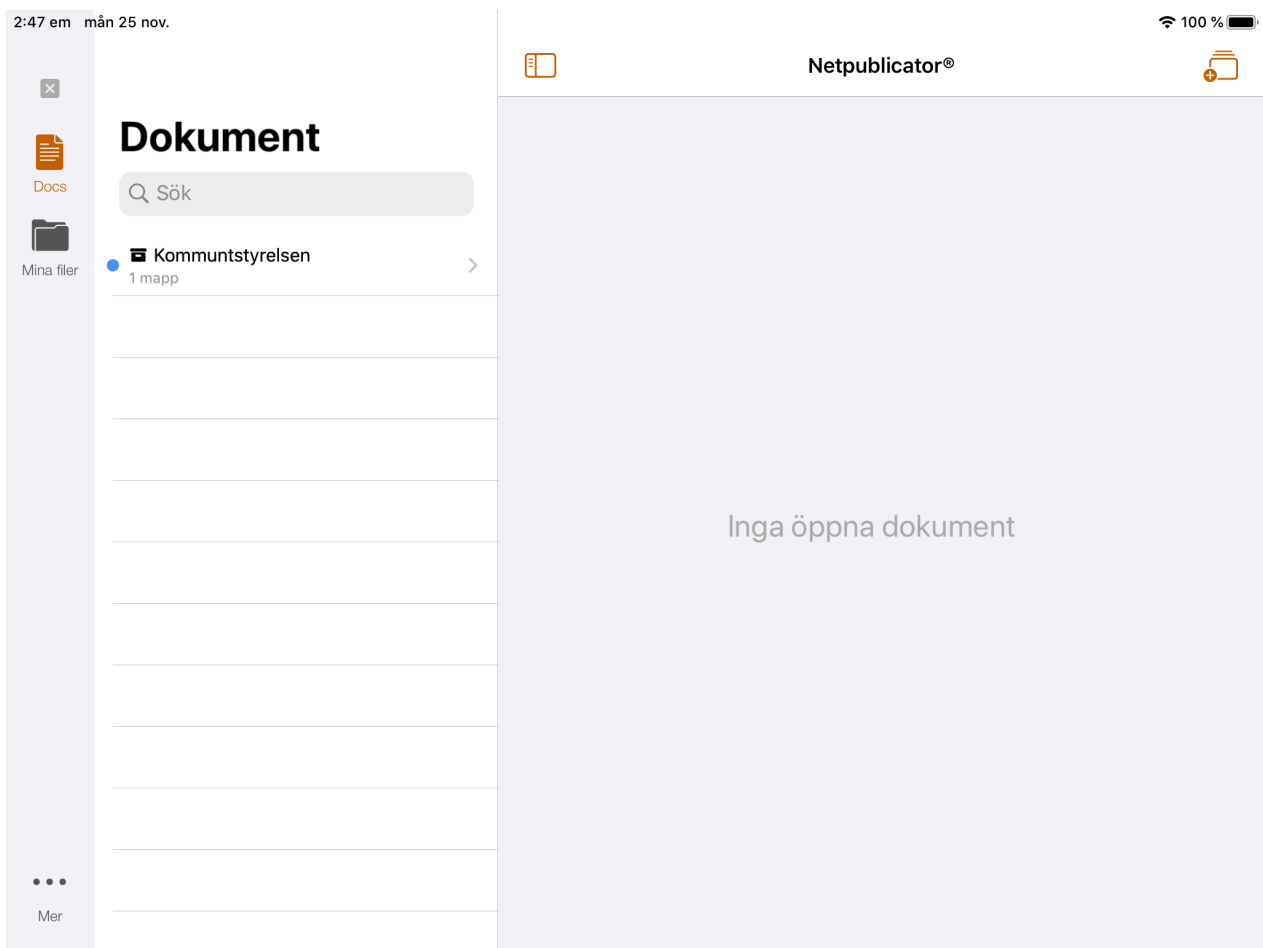 2:47 em mån 25 nov.
100 %
Netpublicator®
Dokument
Docs
Sök
Mina filer
Kommuntstyrelsen
1 mapp
Inga öppna dokument
Mer